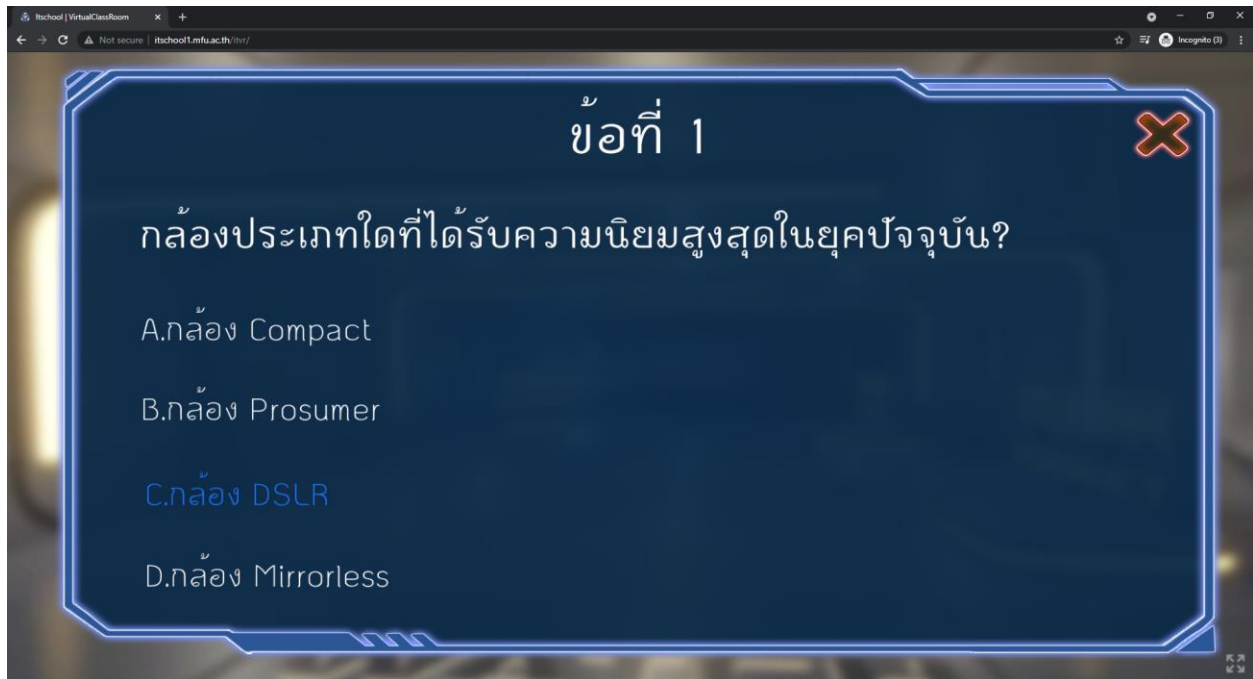 Itschool | VirtualClassRoom
Not secure | itschool1.mfu.ac.th/itvr/
Incognito (3)
ข้อที่ 1
กล้องประเภทใดที่ได้รับความนิยมสูงสุดในยุคปัจจุบัน?
A.กล้อง Compact
B.กล้อง Prosumer
C.กล้อง DSLR
D.กล้อง Mirrorless